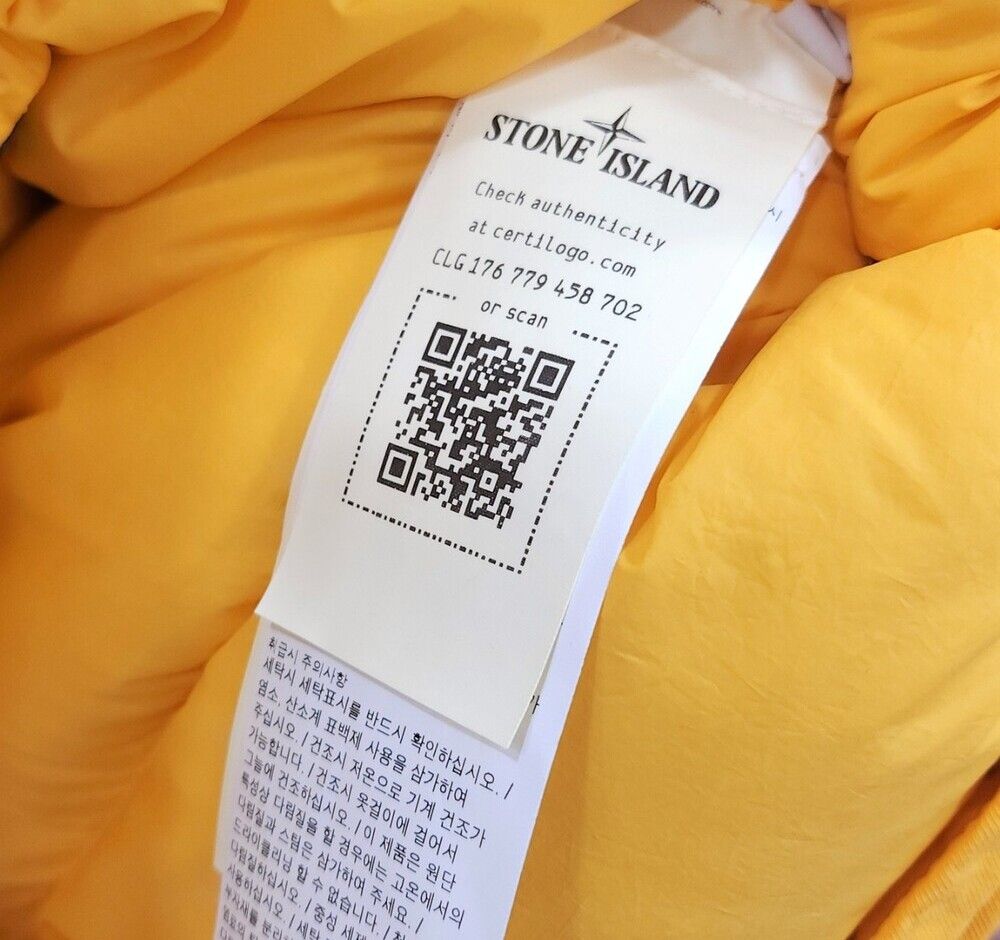 STONE ISLAND
Check authenticity
at certilogo.com
CLG 176 779 458 702
or scan
취급시 주의사항
세탁시 세탁표시를 반드시 확인하십시오. /
염소, 산소계 표백제 사용을 삼가하여
주십시오. / 건조시 저온으로 기계 건조가
가능합니다. / 건조시 옷걸이에 걸어서
그늘에 건조하십시오. / 이 제품은 원단
특성상 다림질을 할 경우에는 고온에서의
다림질과 스팀은 삼가하여 주세요. /
드라이클리닝 할 수 없습니다. /
다림질하십시오. / 중성 세제
사용하십시오. / 세탁
부자재를 분리